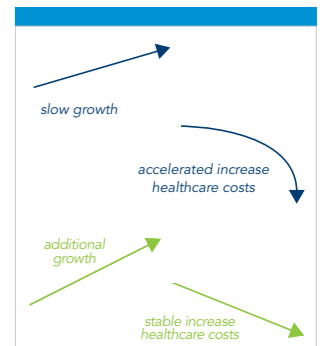 slow growth
accelerated increase
healthcare costs
additional
growth
stable increase
healthcare costs